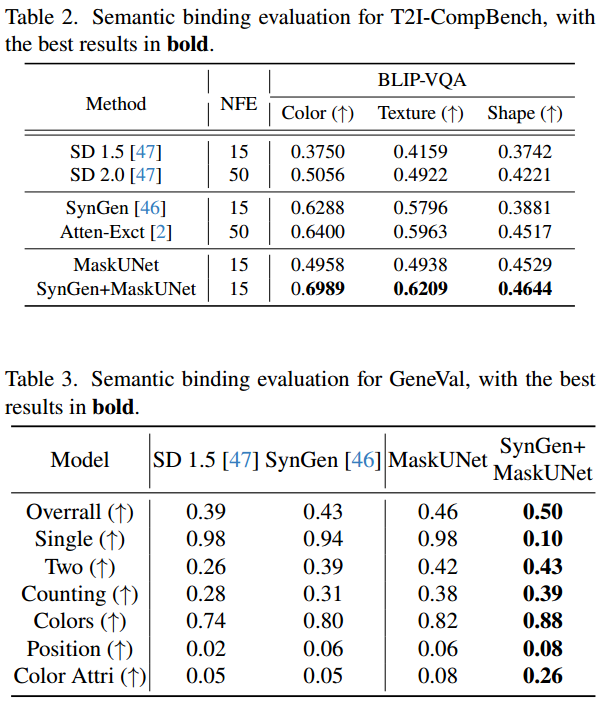 Table 2. Semantic binding evaluation for T2I-CompBench, with
the best results in bold.
Method NFE BLIP-VQA
Color (↑) Texture (↑) Shape (↑)
SD 1.5 [47] 15 0.3750 0.4159 0.3742
SD 2.0 [47] 50 0.5056 0.4922 0.4221
SynGen [46] 15 0.6288 0.5796 0.3881
Atten-Exct [2] 50 0.6400 0.5963 0.4517
MaskUNet 15 0.4958 0.4938 0.4529
SynGen+MaskUNet 15 0.6989 0.6209 0.4644
Table 3. Semantic binding evaluation for GeneVal, with the best
results in bold.
Model SD 1.5 [47] SynGen [46] MaskUNet SynGen+
MaskUNet
Overrall (↑) 0.39 0.43 0.46 0.50
Single (↑) 0.98 0.94 0.98 0.10
Two (↑) 0.26 0.39 0.42 0.43
Counting (↑) 0.28 0.31 0.38 0.39
Colors (↑) 0.74 0.80 0.82 0.88
Position (↑) 0.02 0.06 0.06 0.08
Color Attri (↑) 0.05 0.05 0.08 0.26